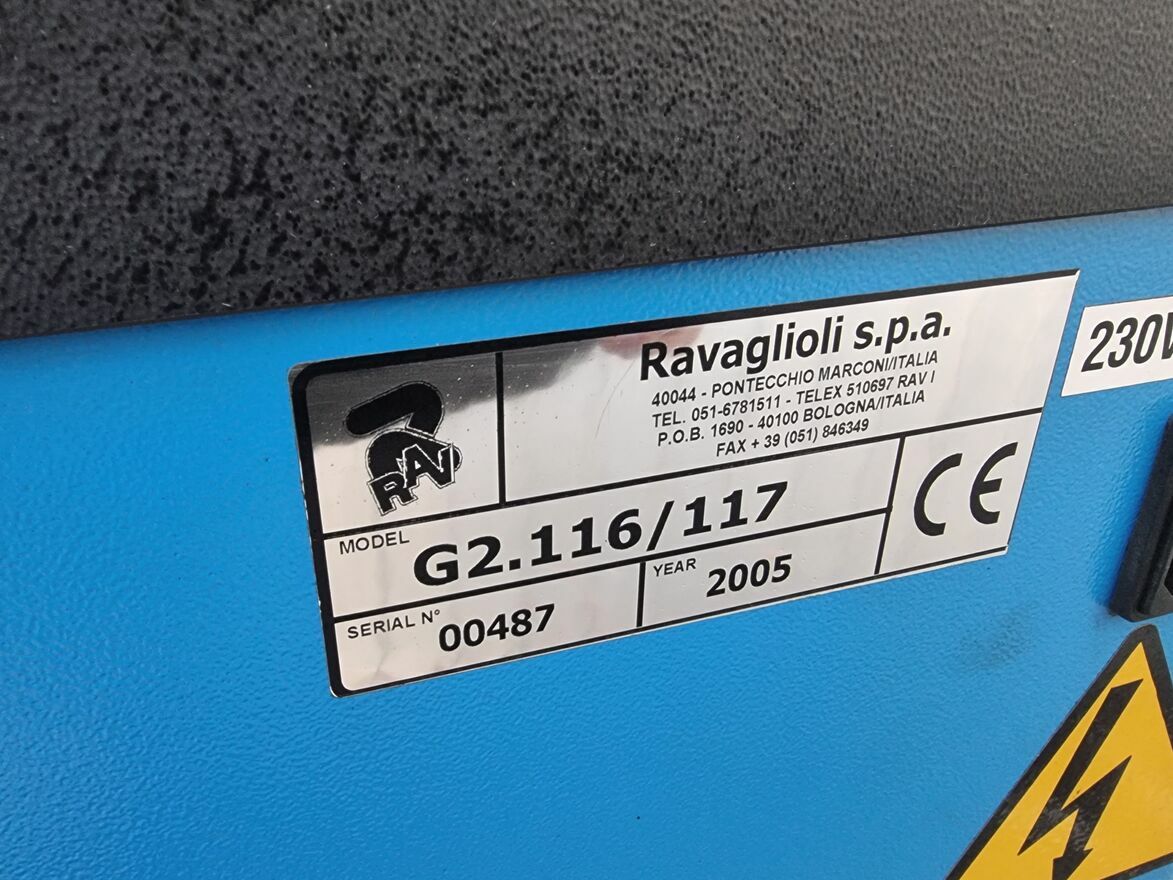 Ravaglioli s.p.a.
40044 - PONTECCHIO MARCONI/ITALIA
TEL. 051-6781511 - TELEX 510697 RAV I
P.O.B. 1690 - 40100 BOLOGNA/ITALIA
FAX + 39 (051) 846349
RAV
MODEL G2.116/117
CE
SERIAL N° 00487
YEAR 2005
230V